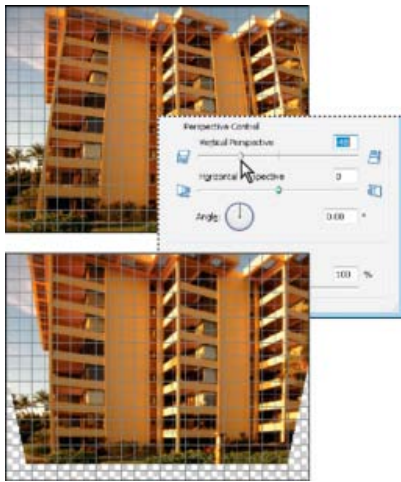 Perspective Control
Vertical Perspective
Horizontal Perspective 0
Angle: 0.00 °
100 %